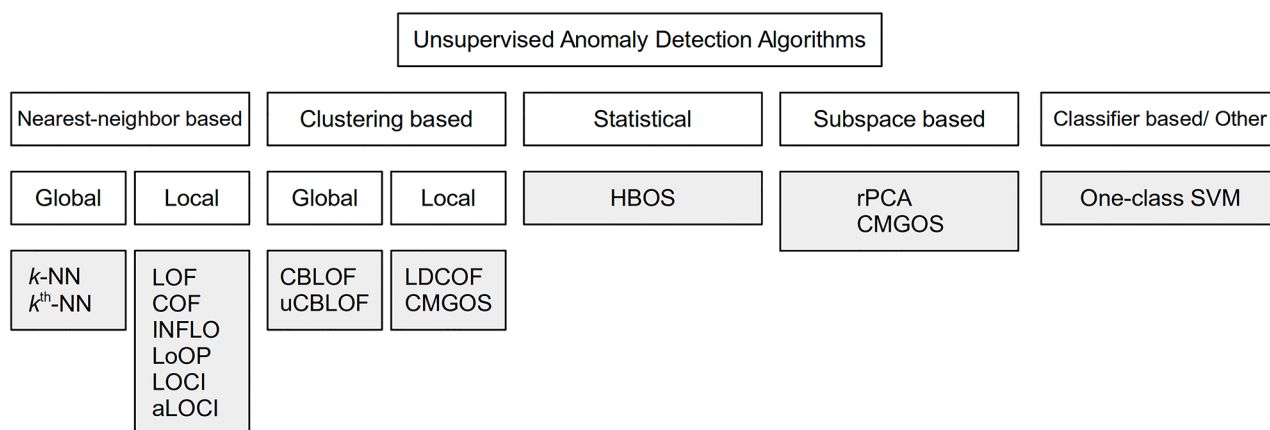 Unsupervised Anomaly Detection Algorithms
Nearest-neighbor based
Clustering based
Statistical
Subspace based
Classifier based/ Other
Global
Local
Global
Local
HBOS
rPCA
CMGOS
One-class SVM
k-NN
kth-NN
LOF
COF
INFLO
LoOP
LOCI
aLOCI
CBLOF
uCBLOF
LDCOF
CMGOS